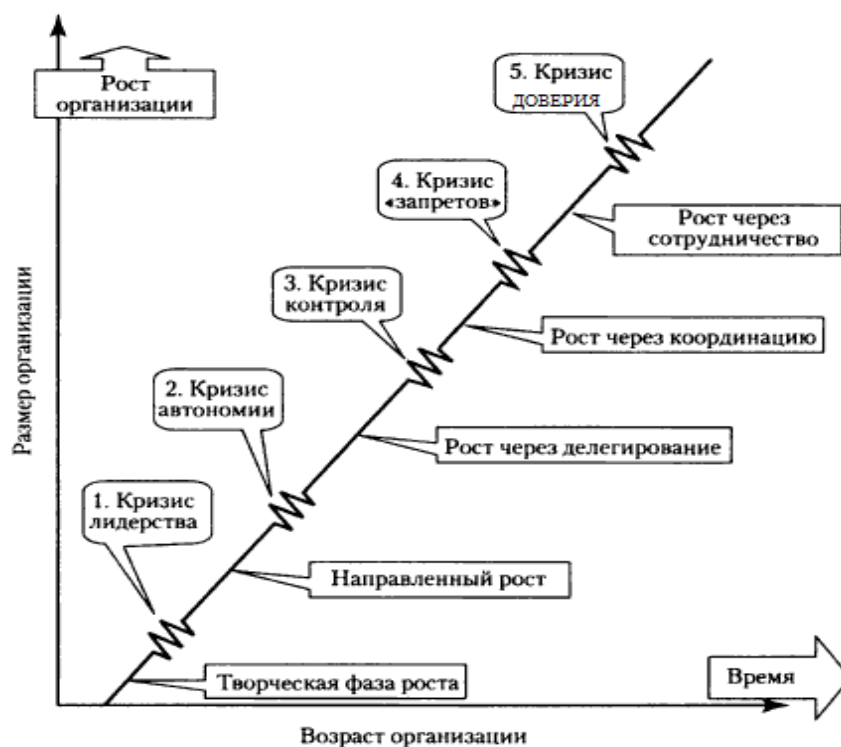 Рост
организации
5. Кризис
ДОВЕРИЯ
4. Кризис
«запретов»
Рост через
сотрудничество
3. Кризис
контроля
Рост через координацию
2. Кризис
автономии
Рост через делегирование
1. Кризис
лидерства
Направленный рост
Творческая фаза роста
Время
Размер организации
Возраст организации